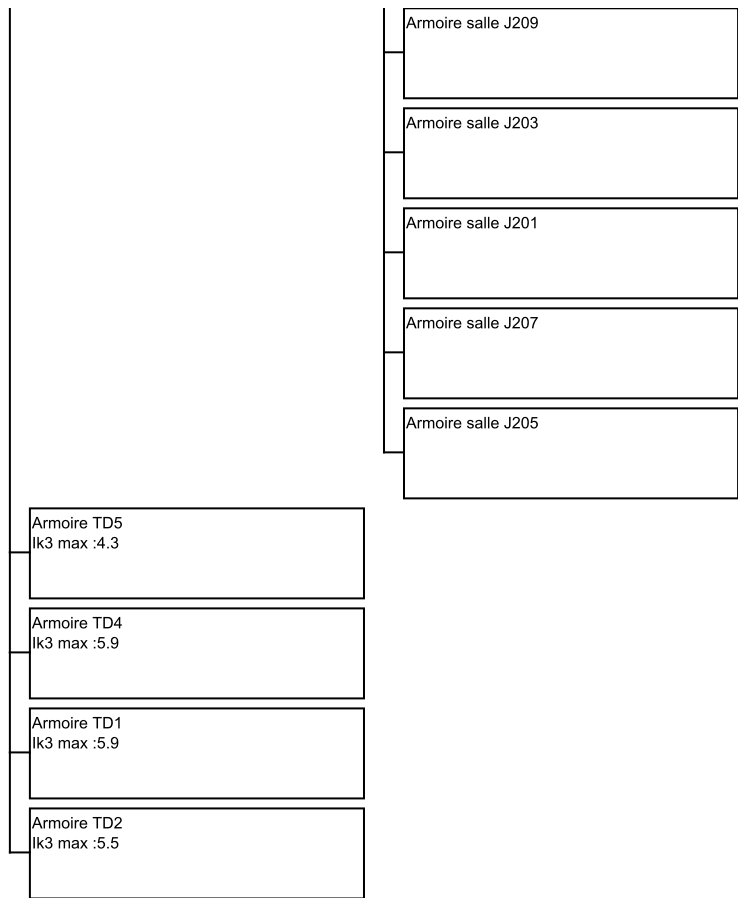 Armoire salle J209
Armoire salle J203
Armoire salle J201
Armoire salle J207
Armoire salle J205
Armoire TD5
Ik3 max :4.3
Armoire TD4
Ik3 max :5.9
Armoire TD1
Ik3 max :5.9
Armoire TD2
Ik3 max :5.5